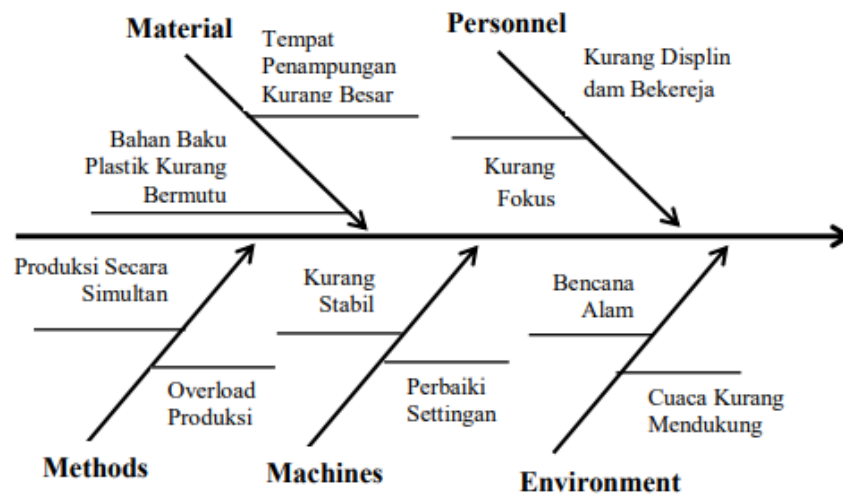 Material
Tempat
Penampungan
Kurang Besar
Bahan Baku
Plastik Kurang
Bermutu
Personnel
Kurang Displin
dam Bekereja
Kurang
Fokus
Produksi Secara
Simultan
Overload
Produksi
Methods
Kurang
Stabil
Perbaiki
Settingan
Machines
Bencana
Alam
Cuaca Kurang
Mendukung
Environment